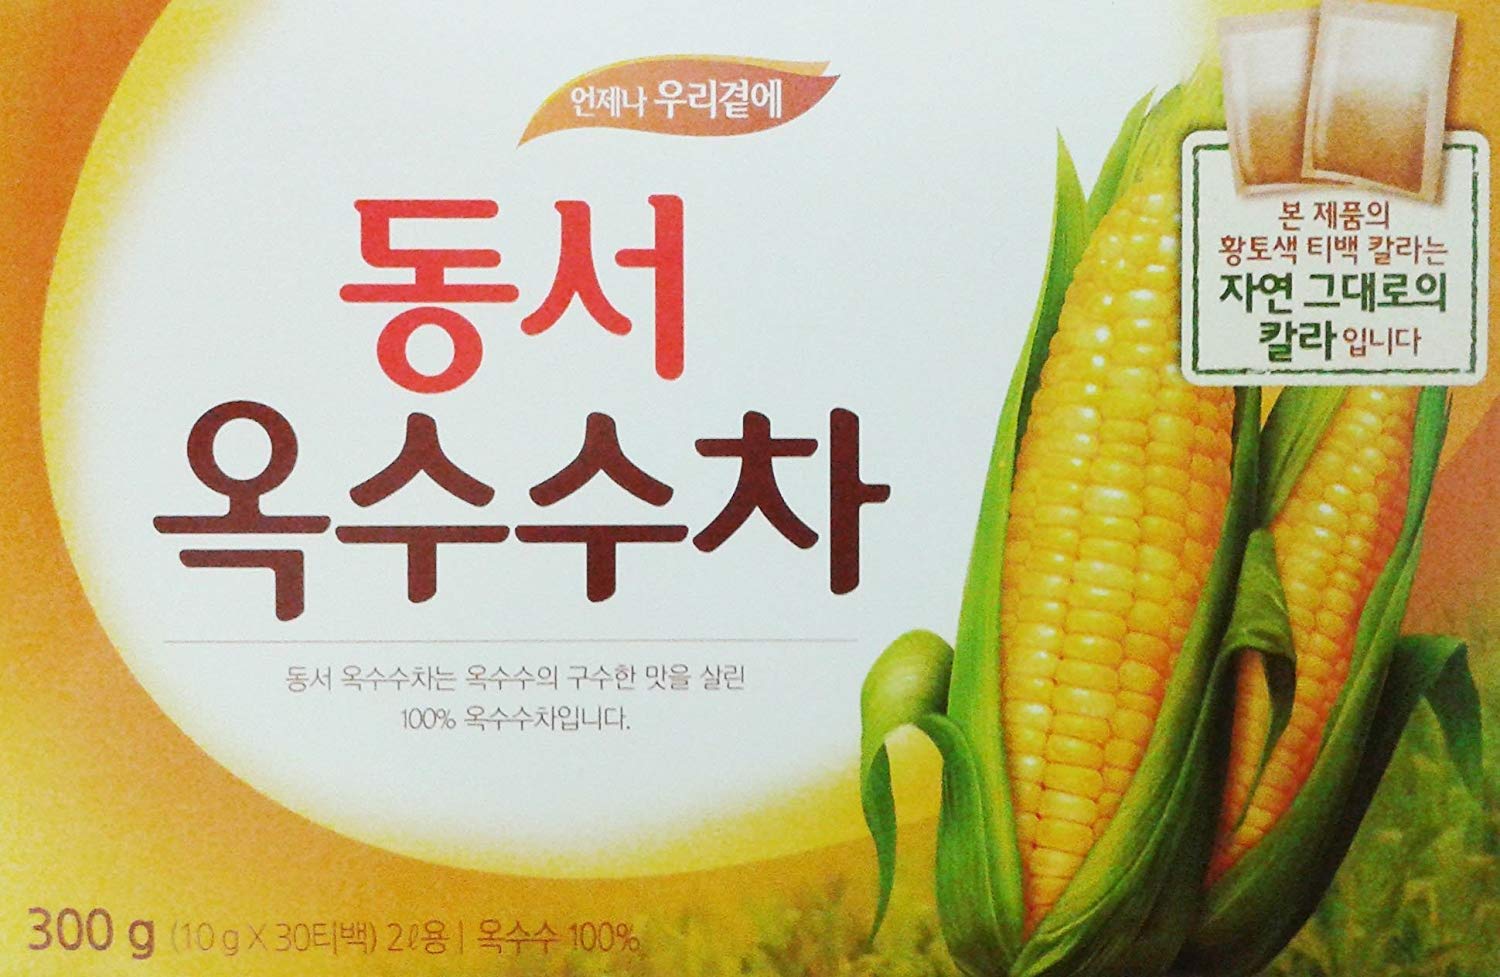 언제나 우리곁에
동서
옥수수차
동서 옥수수차는 옥수수의 구수한 맛을 살린
100% 옥수수차입니다.
본 제품의
황토색 티백 칼라는
자연 그대로의
칼라 입니다
300 g (10 g X 30티백) 2ℓ용 | 옥수수 100%